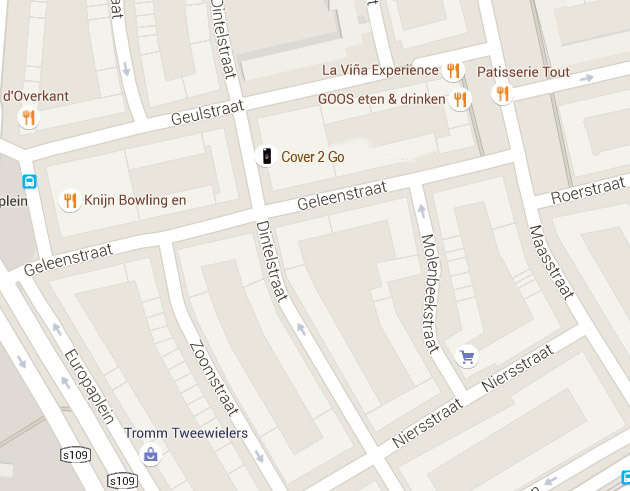 aat
Dintelstraat
La Viña Experience
Patisserie Tout
d'Overkant
GOOS eten & drinken
Geulstraat
Cover 2 Go
plein
Knijn Bowling en
Geleenstraat
Roerstraat
Geleenstraat
Dintelstraat
Molenbeekstraat
Maasstraat
Europaplein
Zoomstraat
Niersstraat
Niersstraat
Tromm Tweewielers
s109
s109